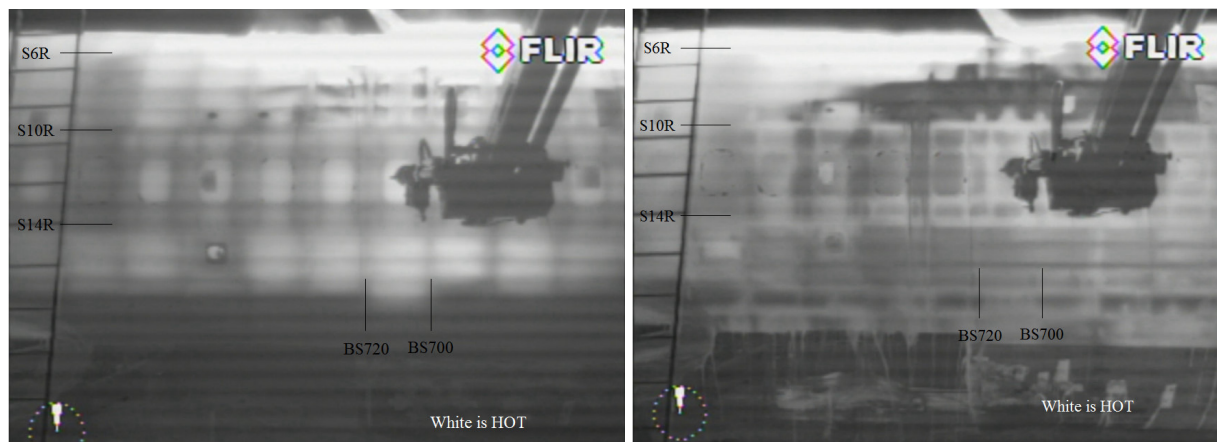 FLIR
S6R
S10R
S14R
BS720 BS700
White is HOT
FLIR
S6R
S10R
S14R
BS720 BS700
White is HOT